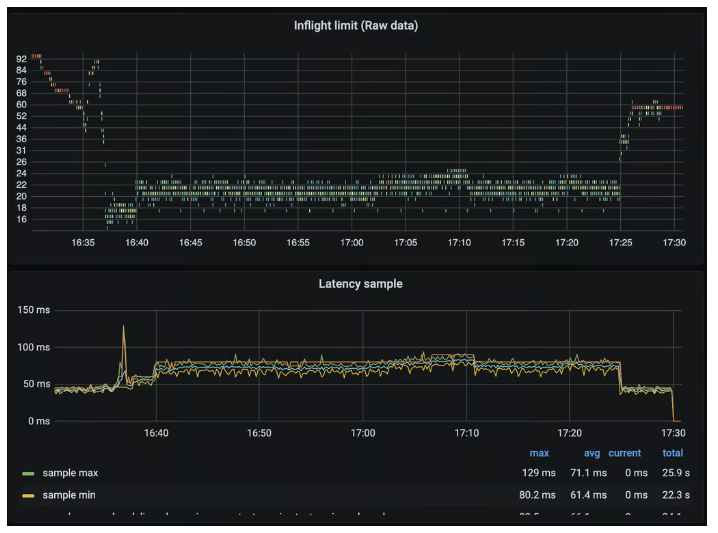 Inflight limit (Raw data)
92
84
76
68
60
52
44
36
31
26
24
22
20
18
16
16:35 16:40 16:45 16:50 16:55 17:00 17:05 17:10 17:15 17:20 17:25 17:30
Latency sample
150 ms
100 ms
50 ms
0 ms
16:40 16:50 17:00 17:10 17:20 17:30
max avg current total
sample max 129 ms 71.1 ms 0 ms 25.9 s
sample min 80.2 ms 61.4 ms 0 ms 22.3 s